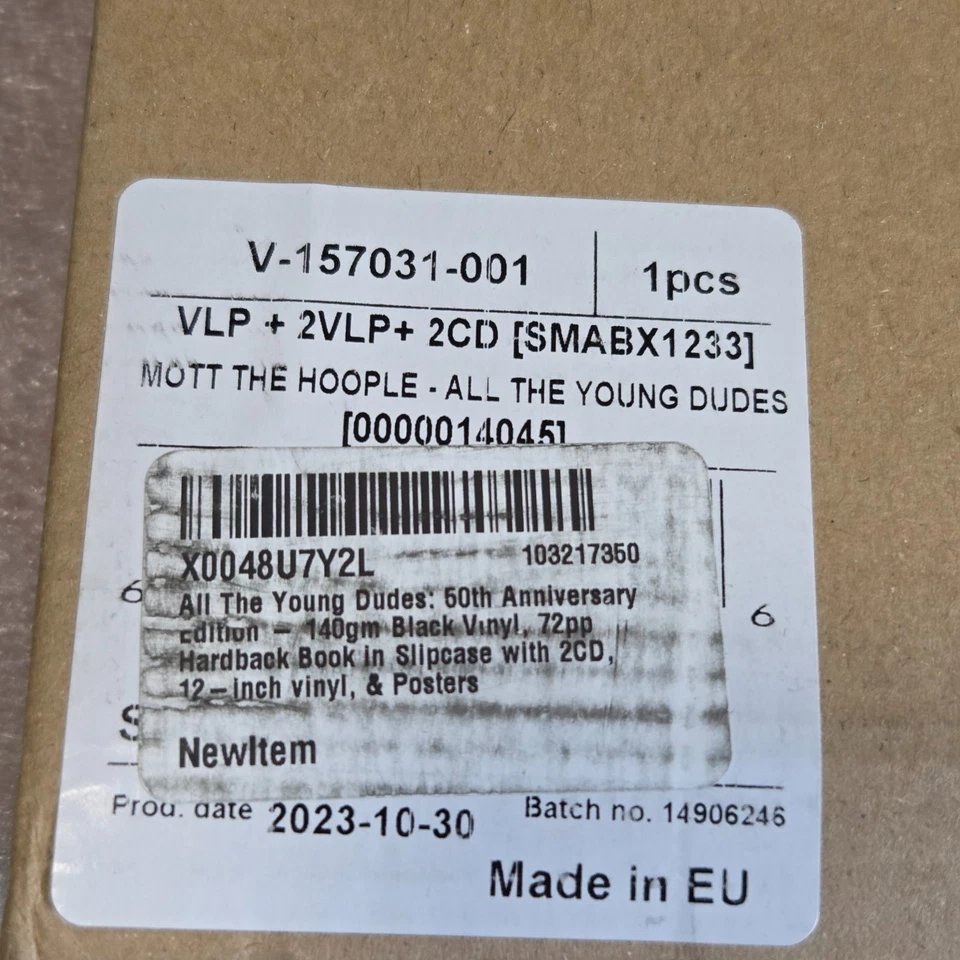 V-157031-001 1pcs
VLP + 2VLP+ 2CD [SMABX1233]
MOTT THE HOOPLE - ALL THE YOUNG DUDES
[0000014045]
X0048U7Y2L 103217350
All The Young Dudes: 50th Anniversary
Edition – 140gm Black Vinyl, 72pp
Hardback Book in Slipcase with 2CD,
12–inch vinyl, & Posters
6 6
S
NewItem
Prod. date 2023-10-30 Batch no. 14906246
Made in EU